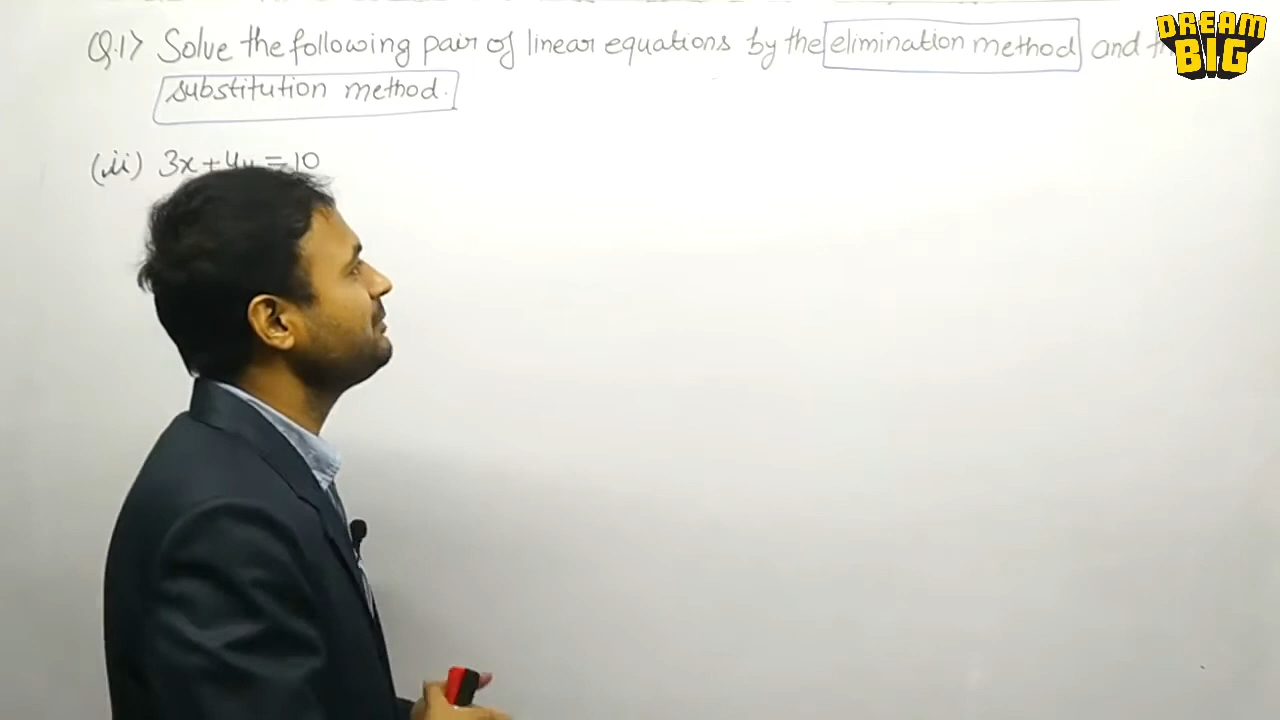 Q.1> Solve the following pair of linear equations by the elimination method and
substitution method.
(ii) 3x + 4y = 10
DREAM
BIG